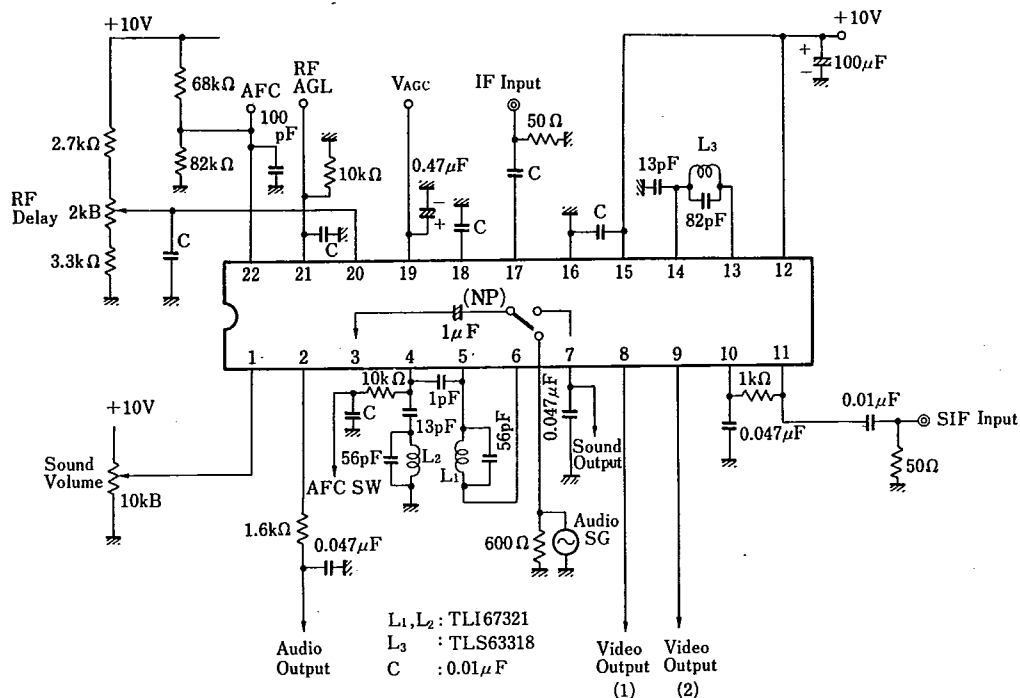 +10V
+10V
68kΩ
AFC
RF
AGL
VAGC
IF Input
100μF
100
pF
50Ω
L3
2.7kΩ
0.47μF
13pF
82kΩ
10kΩ
C
82pF
RF
Delay
2kB
C
C
C
C
3.3kΩ
22 21 20 19 18 17 16 15 14 13 12
(NP)
1μF
1 2 3 4 5 6 7 8 9 10 11
10kΩ
1pF
1kΩ
0.01μF
+10V
C
13pF
56pF
0.047μF
0.047μF
SIF Input
56pF
L2
L1
Sound
Output
Sound
Volume
AFC SW
50Ω
10kB
1.6kΩ
Audio
SG
0.047μF
600Ω
L1,L2 : TLI67321
L3 : TLS63318
C : 0.01μF
Audio
Output
Video
Output
(1)
Video
Output
(2)